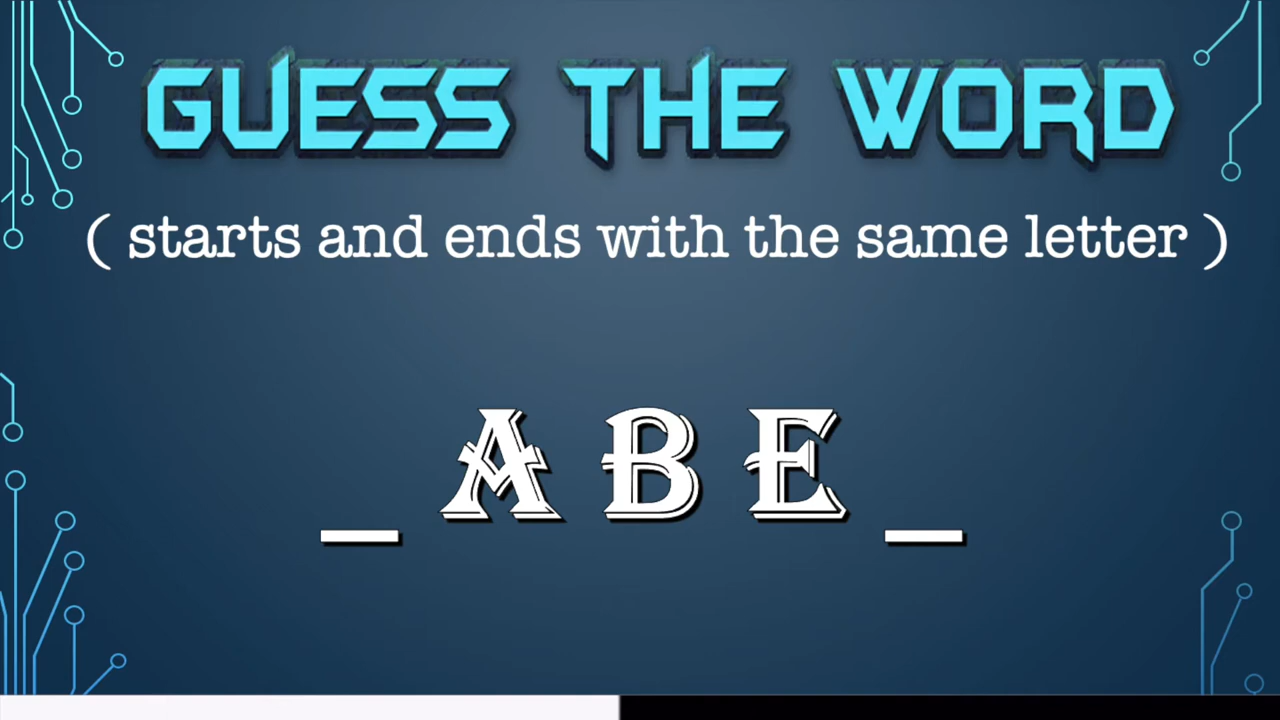 GUESS THE WORD
( starts and ends with the same letter )
_ A B E _